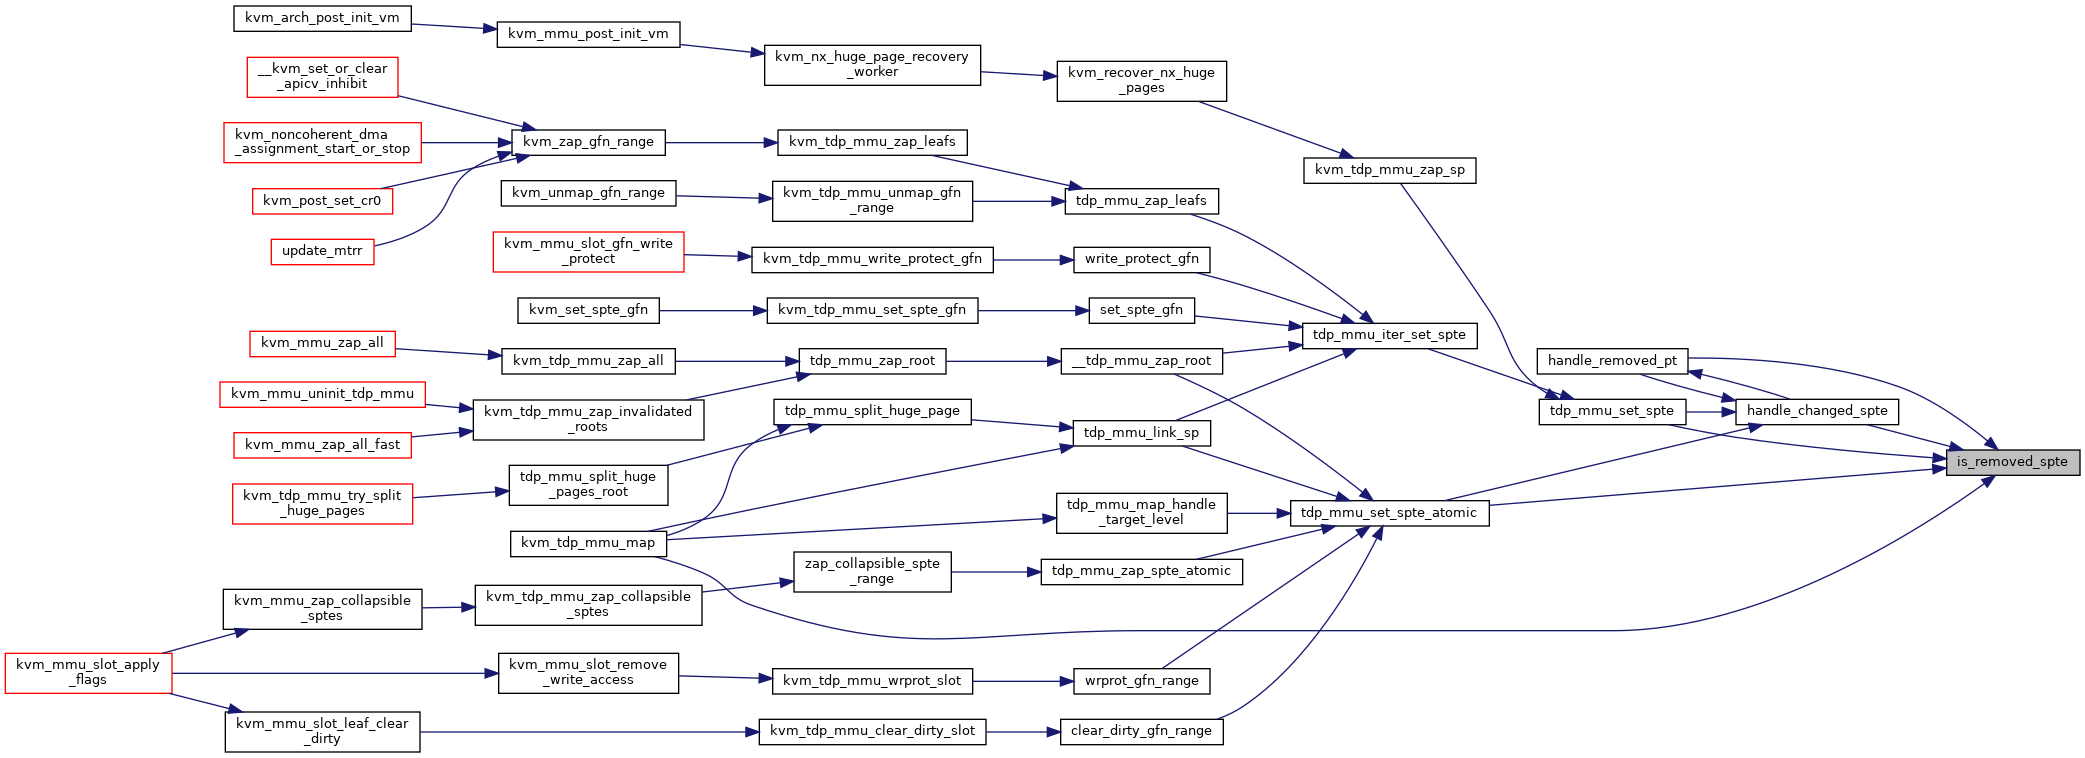 kvm_arch_post_init_vm
kvm_mmu_post_init_vm
kvm_nx_huge_page_recovery
_worker
kvm_recover_nx_huge
_pages
__kvm_set_or_clear
_apicv_inhibit
kvm_noncoherent_dma
_assignment_start_or_stop
kvm_zap_gfn_range
kvm_tdp_mmu_zap_leafs
kvm_tdp_mmu_zap_sp
kvm_post_set_cr0
kvm_unmap_gfn_range
kvm_tdp_mmu_unmap_gfn
_range
tdp_mmu_zap_leafs
update_mtrr
kvm_mmu_slot_gfn_write
_protect
kvm_tdp_mmu_write_protect_gfn
write_protect_gfn
kvm_set_spte_gfn
kvm_tdp_mmu_set_spte_gfn
set_spte_gfn
tdp_mmu_iter_set_spte
kvm_mmu_zap_all
kvm_tdp_mmu_zap_all
tdp_mmu_zap_root
__tdp_mmu_zap_root
handle_removed_pt
kvm_mmu_uninit_tdp_mmu
kvm_tdp_mmu_zap_invalidated
_roots
tdp_mmu_split_huge_page
tdp_mmu_set_spte
handle_changed_spte
kvm_mmu_zap_all_fast
tdp_mmu_link_sp
is_removed_spte
kvm_tdp_mmu_try_split
_huge_pages
tdp_mmu_split_huge
_pages_root
tdp_mmu_map_handle
_target_level
tdp_mmu_set_spte_atomic
kvm_tdp_mmu_map
zap_collapsible_spte
_range
tdp_mmu_zap_spte_atomic
kvm_mmu_zap_collapsible
_sptes
kvm_tdp_mmu_zap_collapsible
_sptes
kvm_mmu_slot_apply
_flags
kvm_mmu_slot_remove
_write_access
kvm_tdp_mmu_wrprot_slot
wrprot_gfn_range
kvm_mmu_slot_leaf_clear
_dirty
kvm_tdp_mmu_clear_dirty_slot
clear_dirty_gfn_range